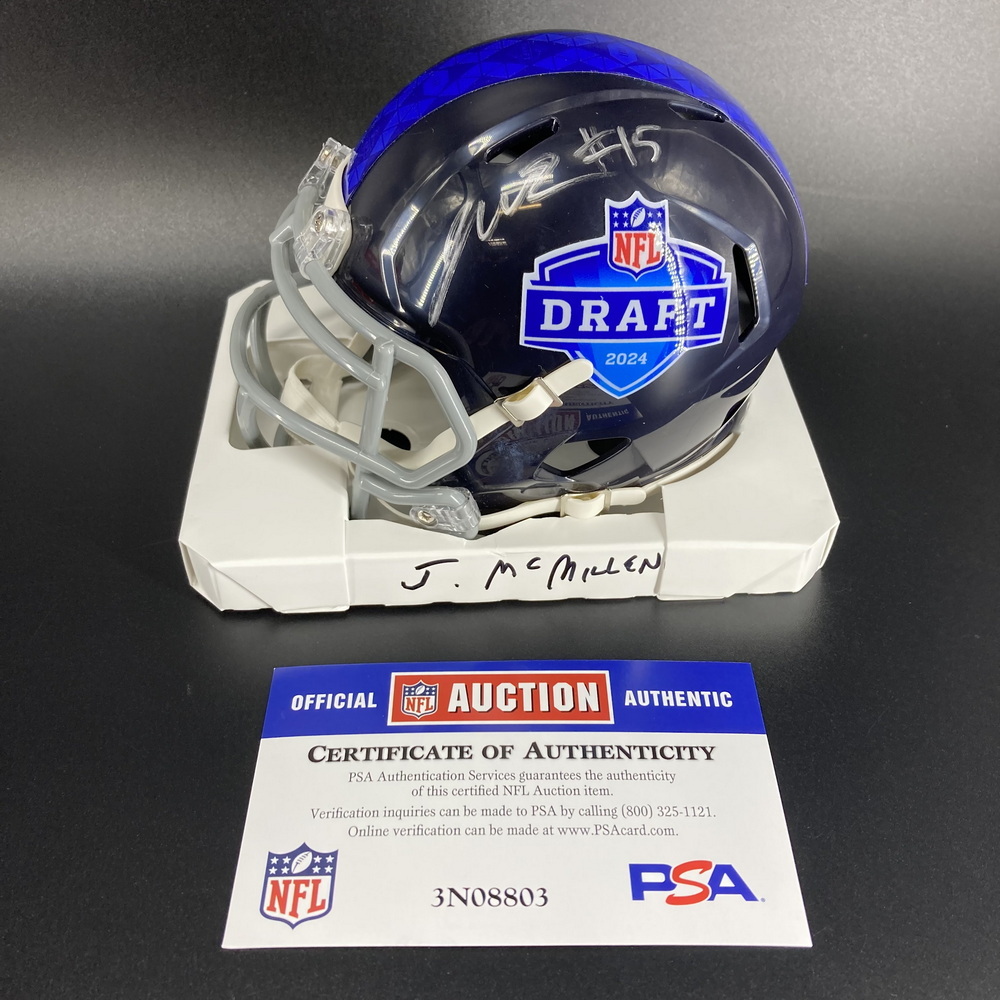 #15
NFL
DRAFT
2024
J. McMillen
OFFICIAL NFL AUCTION AUTHENTIC
CERTIFICATE OF AUTHENTICITY
PSA Authentication Services guarantees the authenticity
of this certified NFL Auction item.
Verification inquiries can be made to PSA by calling (800) 325-1121.
Online verification can be made at www.PSAcard.com.
NFL
3N08803
PSA